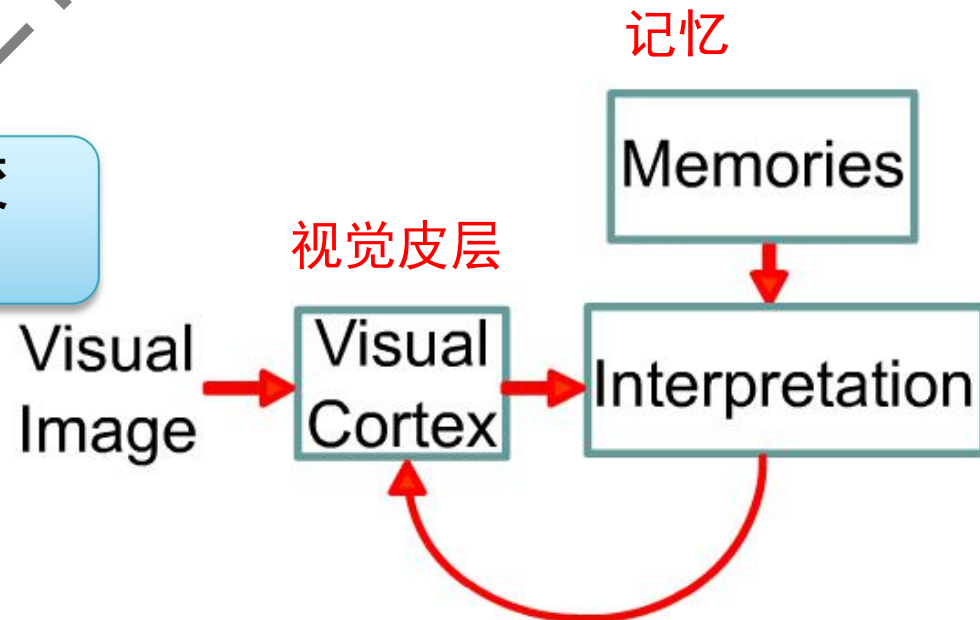 记忆
Memories
视觉皮层
Visual
Image
Visual
Cortex
Interpretation